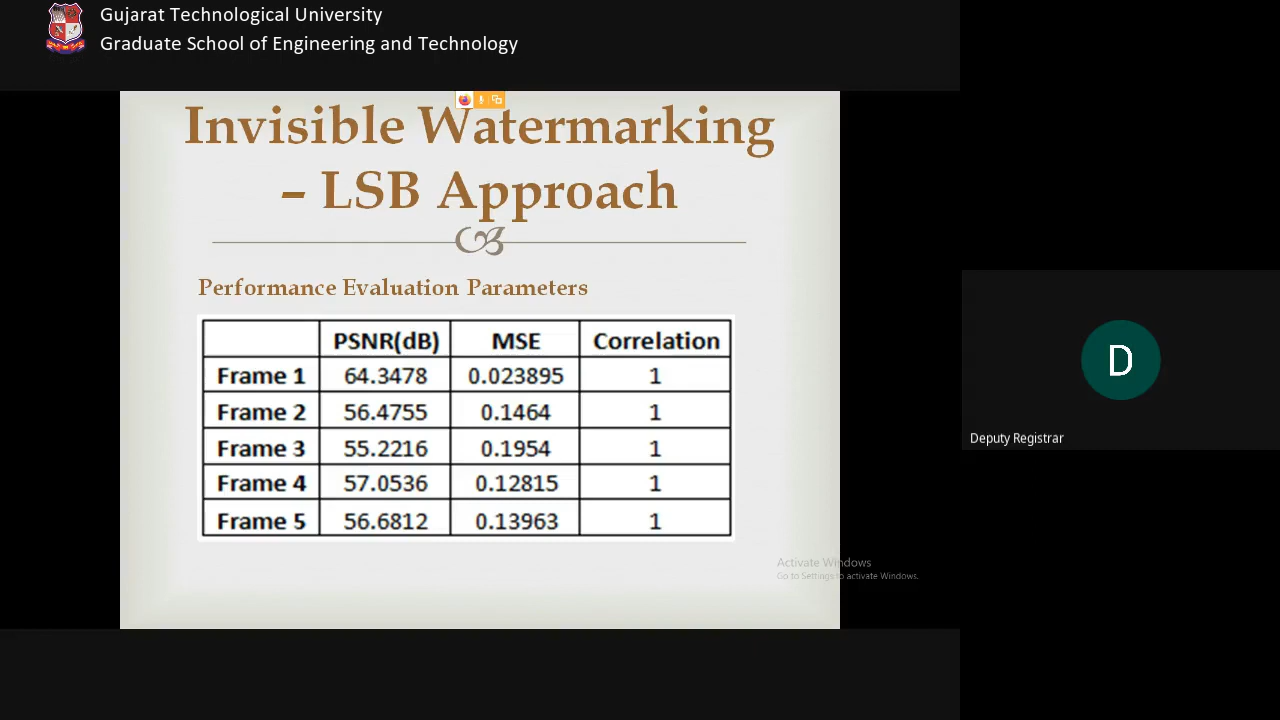 Gujarat Technological University
Graduate School of Engineering and Technology
Invisible Watermarking
– LSB Approach
Performance Evaluation Parameters
PSNR(dB) MSE Correlation
Frame 1 64.3478 0.023895 1
Frame 2 56.4755 0.1464 1
Frame 3 55.2216 0.1954 1
Frame 4 57.0536 0.12815 1
Frame 5 56.6812 0.13963 1
Activate Windows
Go to Settings to activate Windows.
D
Deputy Registrar